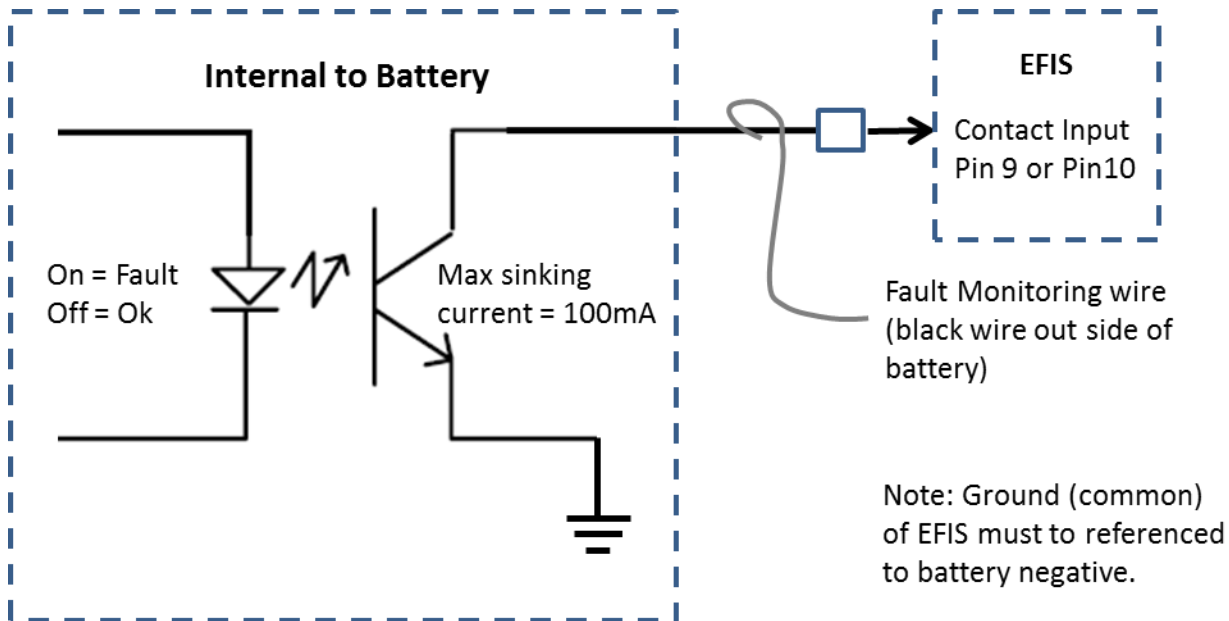 Internal to Battery
On = Fault
Off = Ok
Max sinking
current = 100mA
EFIS
Contact Input
Pin 9 or Pin10
Fault Monitoring wire
(black wire out side of
battery)
Note: Ground (common)
of EFIS must to referenced
to battery negative.